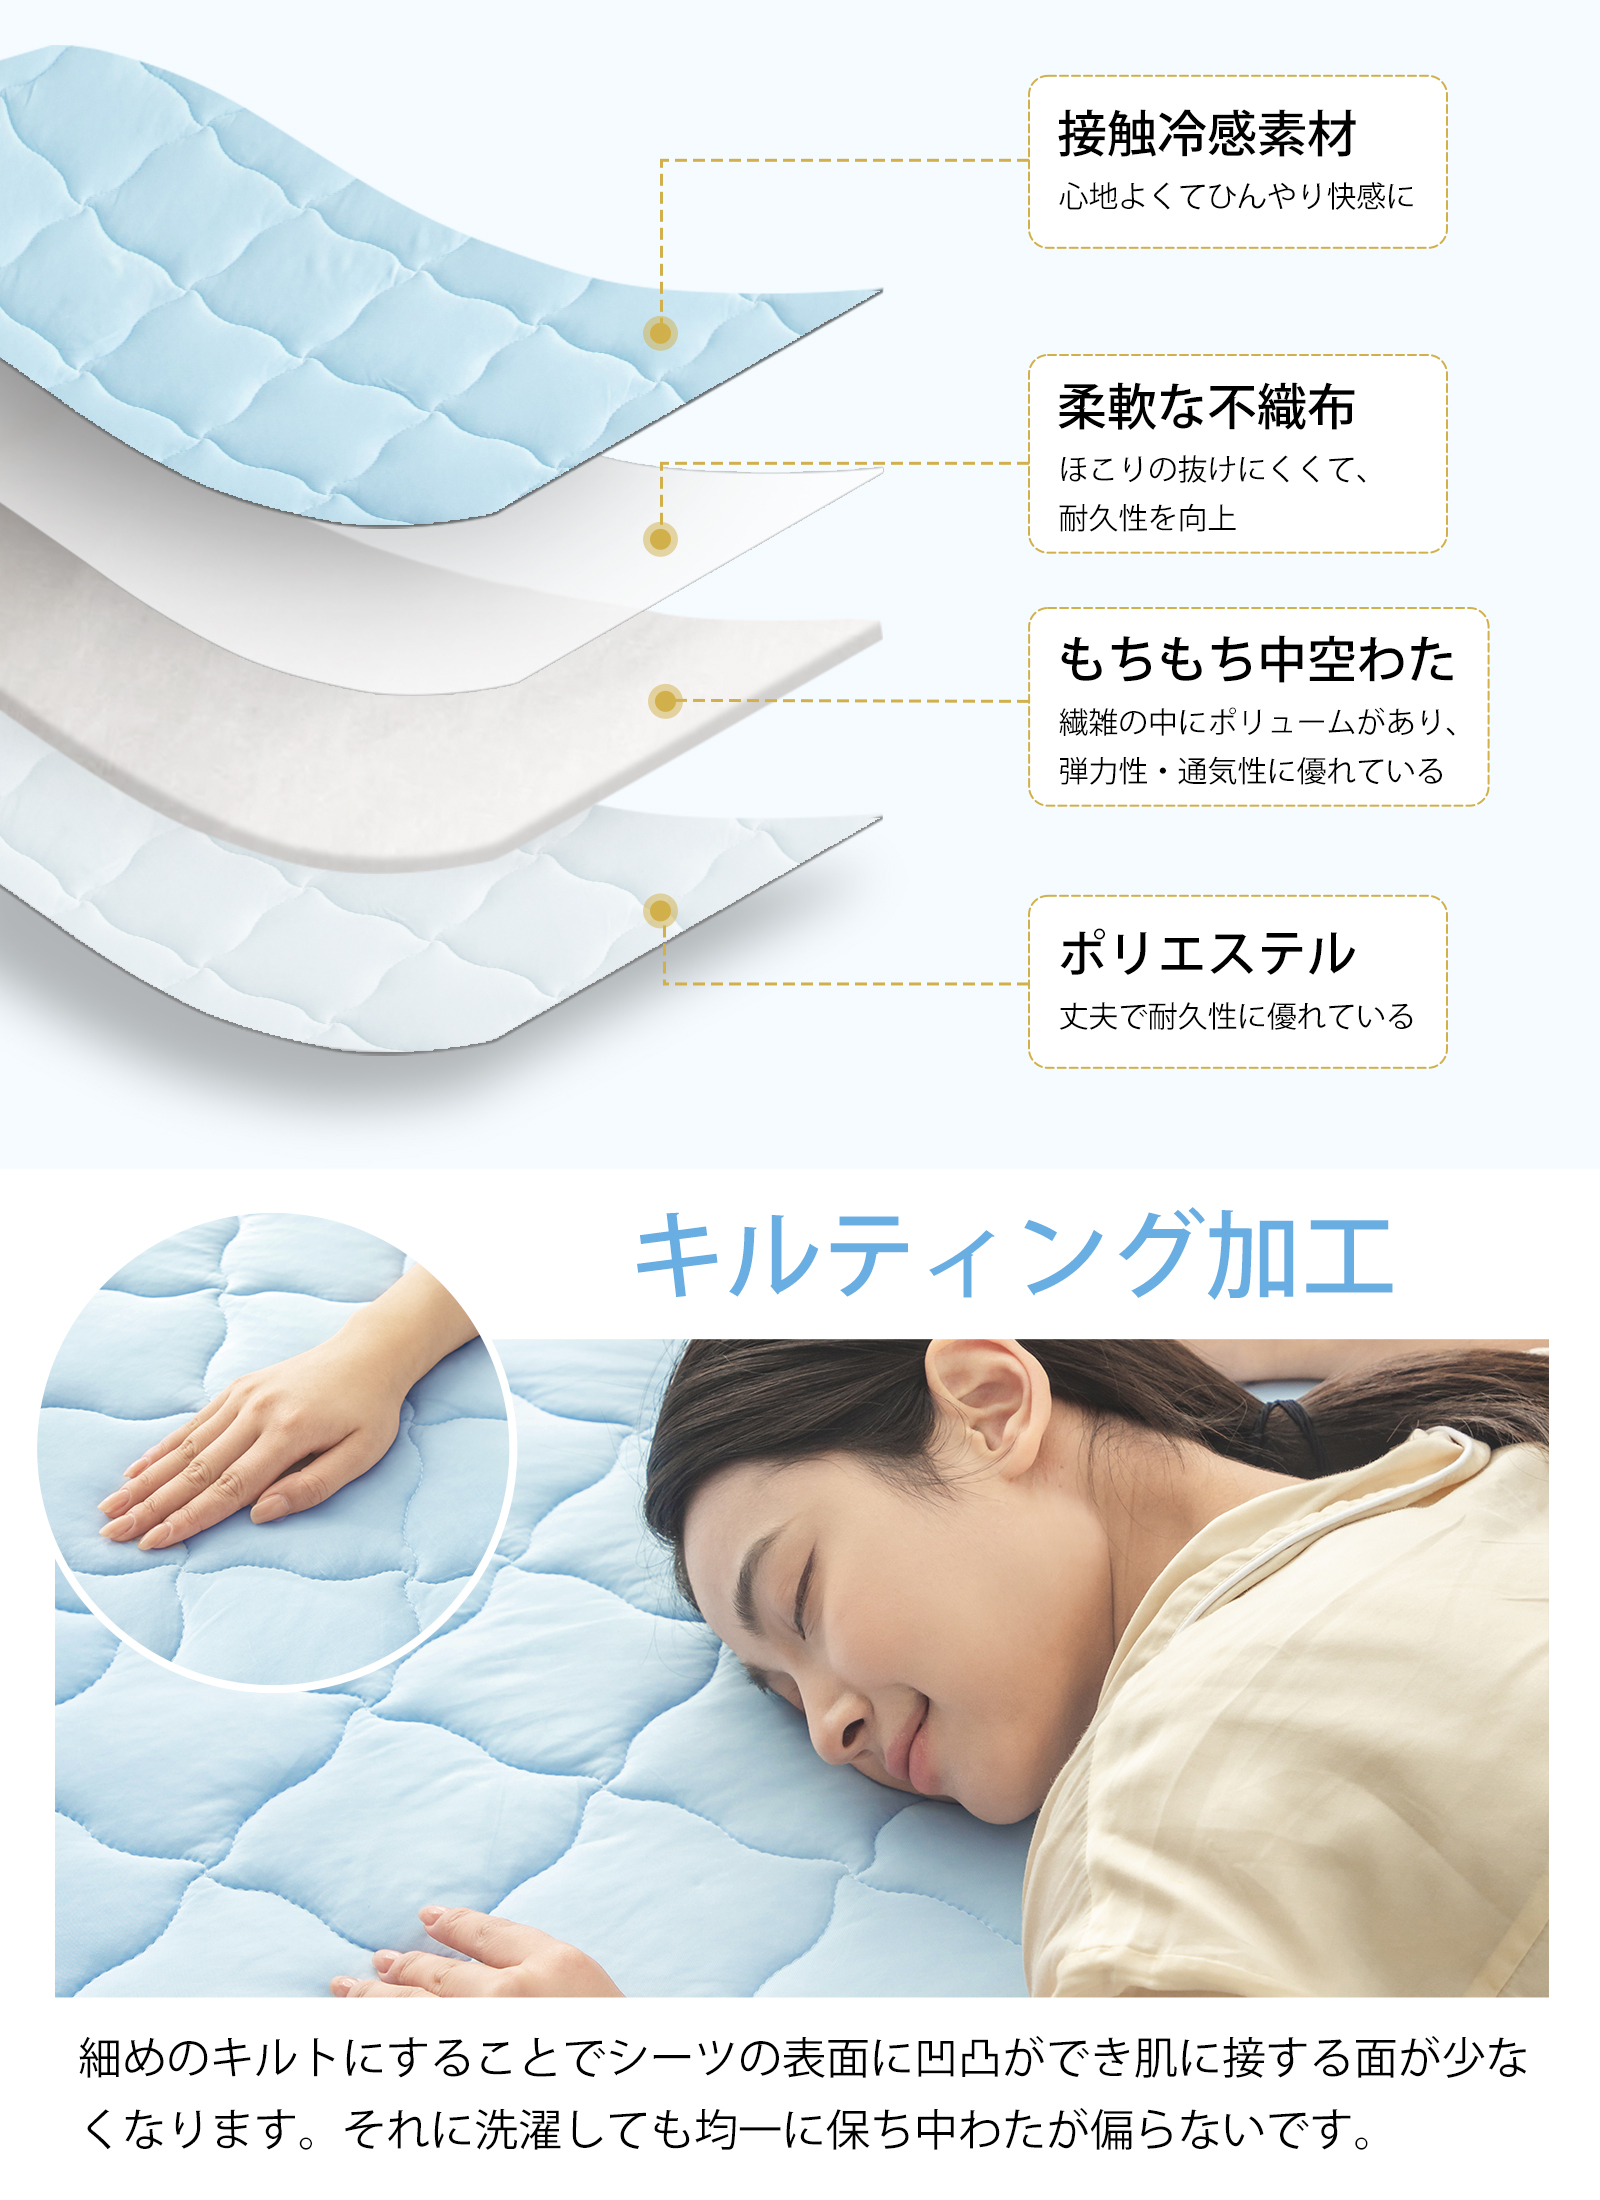 接触冷感素材
心地よくてひんやり快感に
柔軟な不織布
ほこりの抜けにくくて、
耐久性を向上
もちもち中空わた
繊雑の中にポリュームがあり、
弾力性・通気性に優れている
ポリエステル
丈夫で耐久性に優れている
キルティング加工
細めのキルトにすることでシーツの表面に凹凸ができ肌に接する面が少な
くなります。それに洗濯しても均一に保ち中わたが偏らないです。